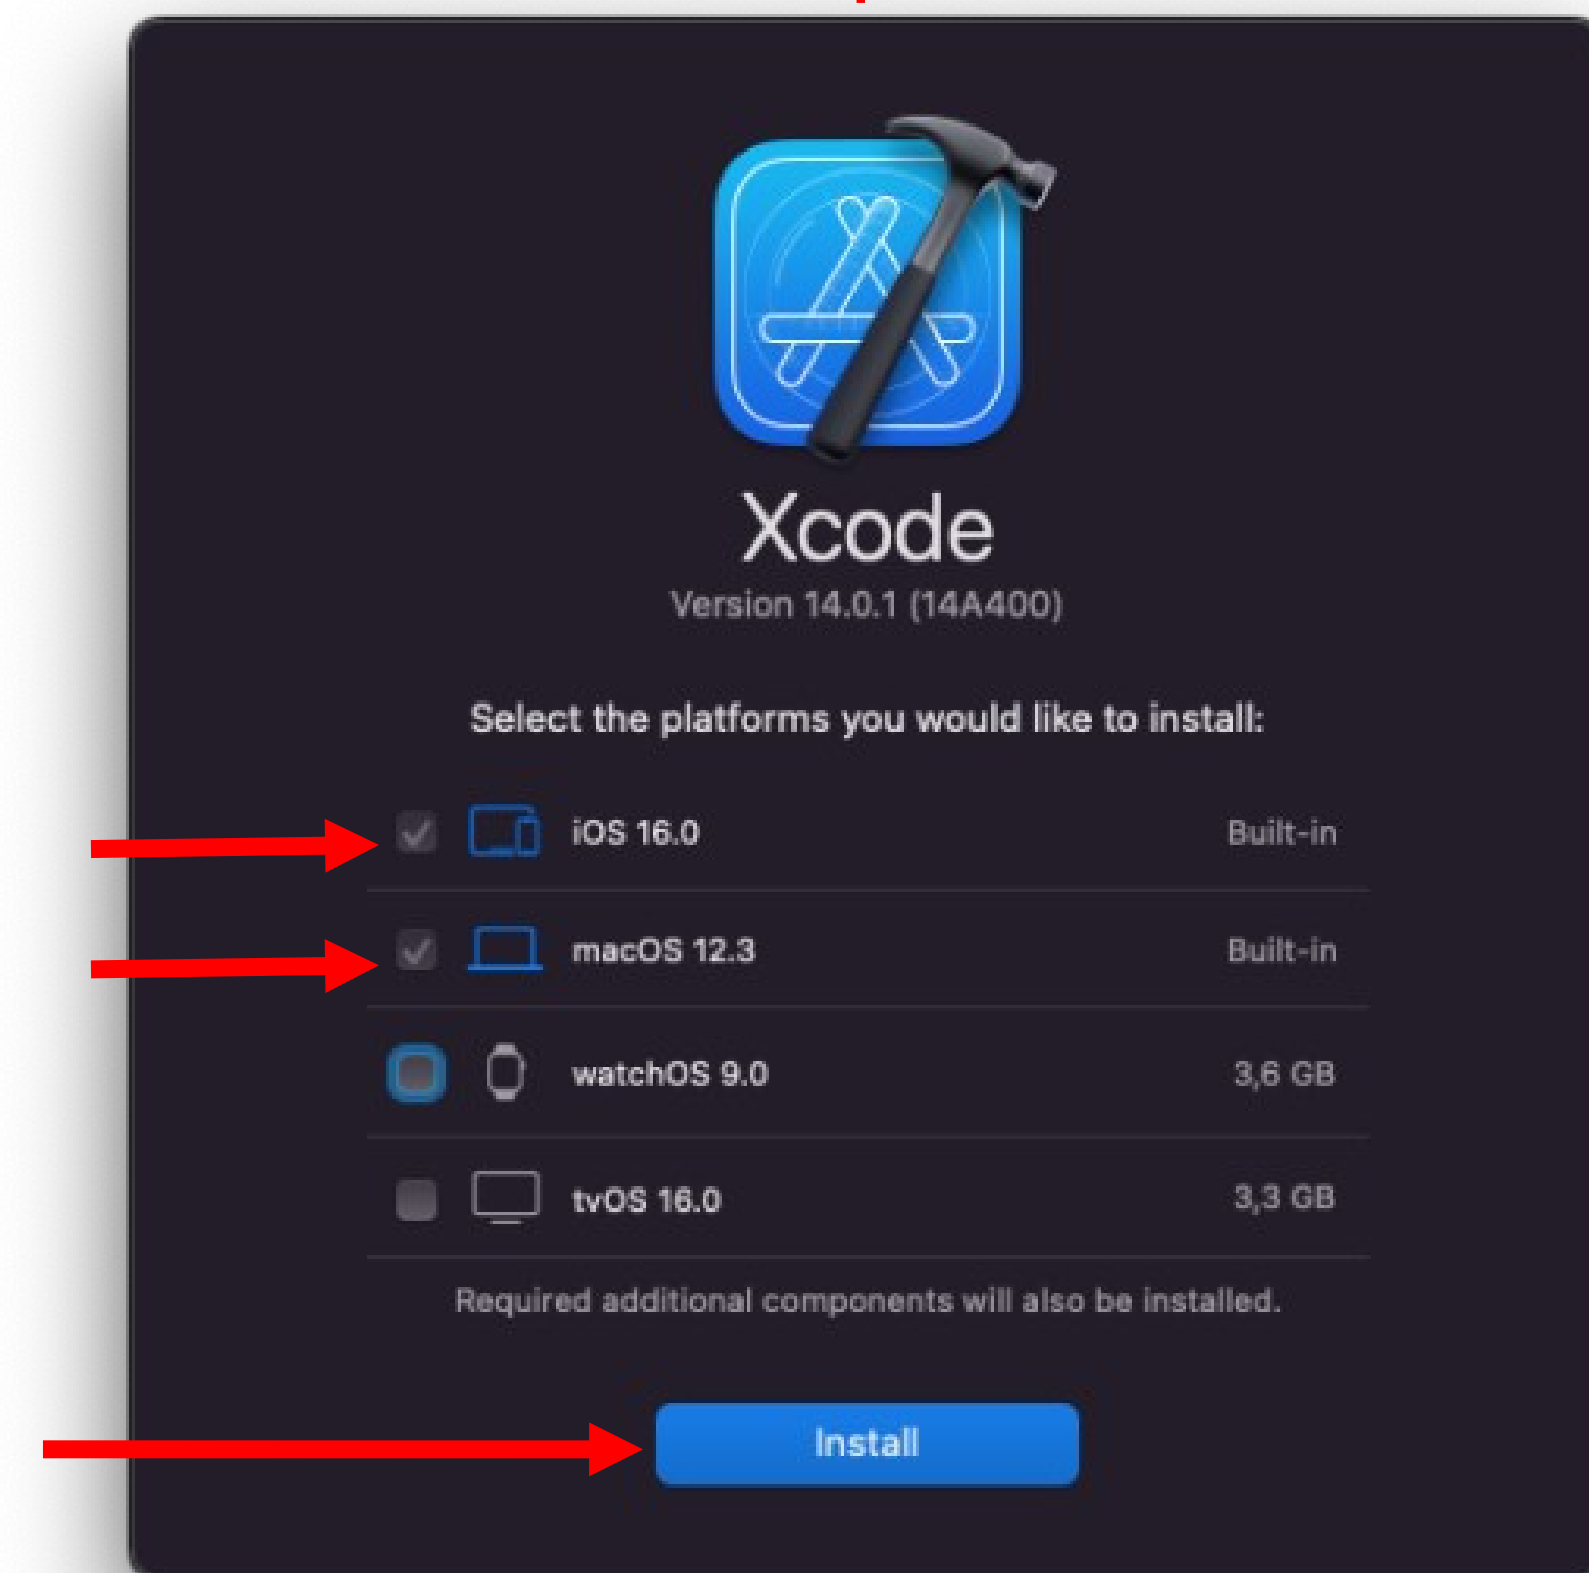 Xcode
Version 14.0.1 (14A400)
Select the platforms you would like to install:
iOS 16.0 Built-in
macOS 12.3 Built-in
watchOS 9.0 3,6 GB
tvOS 16.0 3,3 GB
Required additional components will also be installed.
Install